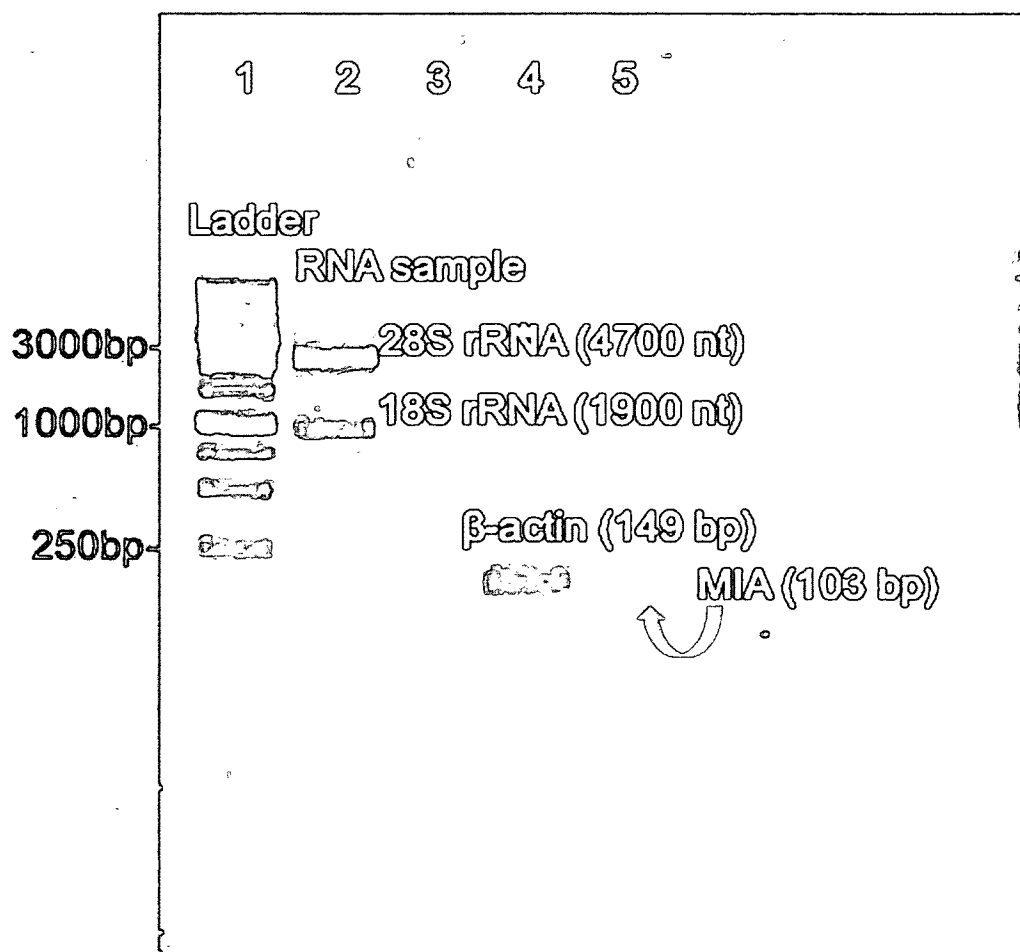 1 2 3 4 5
Ladder
RNA sample
3000bp
28S rRNA (4700 nt)
1000bp
18S rRNA (1900 nt)
β-actin (149 bp)
250bp
MIA (103 bp)